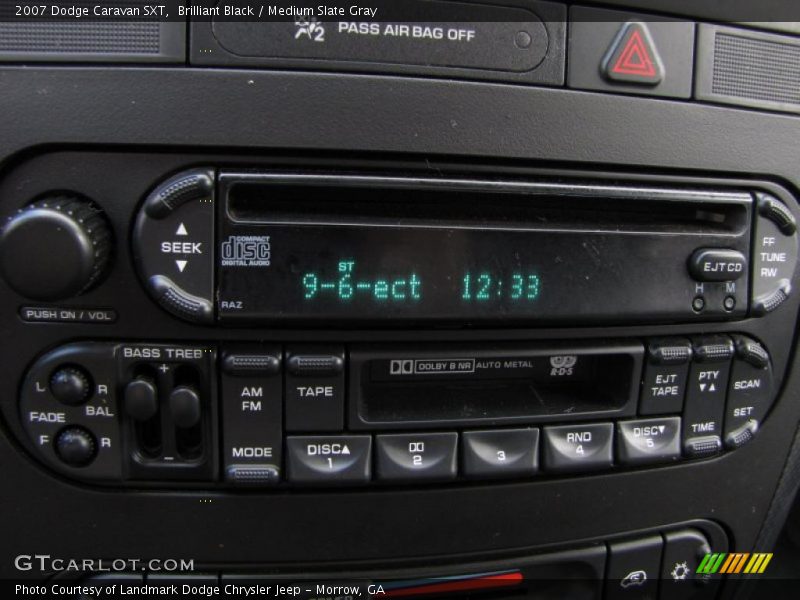 2007 Dodge Caravan SXT,  Brilliant Black / Medium Slate Gray
2 PASS AIR BAG OFF
SEEK
COMPACT
disc
DIGITAL AUDIO
RAZ
ST
9-6-ect 12:33
EJT CD
H M
FF
TUNE
RW
PUSH ON / VOL
BASS TREB
L R
FADE BAL
F R
AM
FM
MODE
TAPE
DOLBY B NR AUTO METAL
R·D·S
EJT
TAPE
PTY
TIME
SCAN
SET
DISC 1
2
3
RND 4
DISC 5
GTCARLOT.COM
Photo Courtesy of Landmark Dodge Chrysler Jeep – Morrow, GA